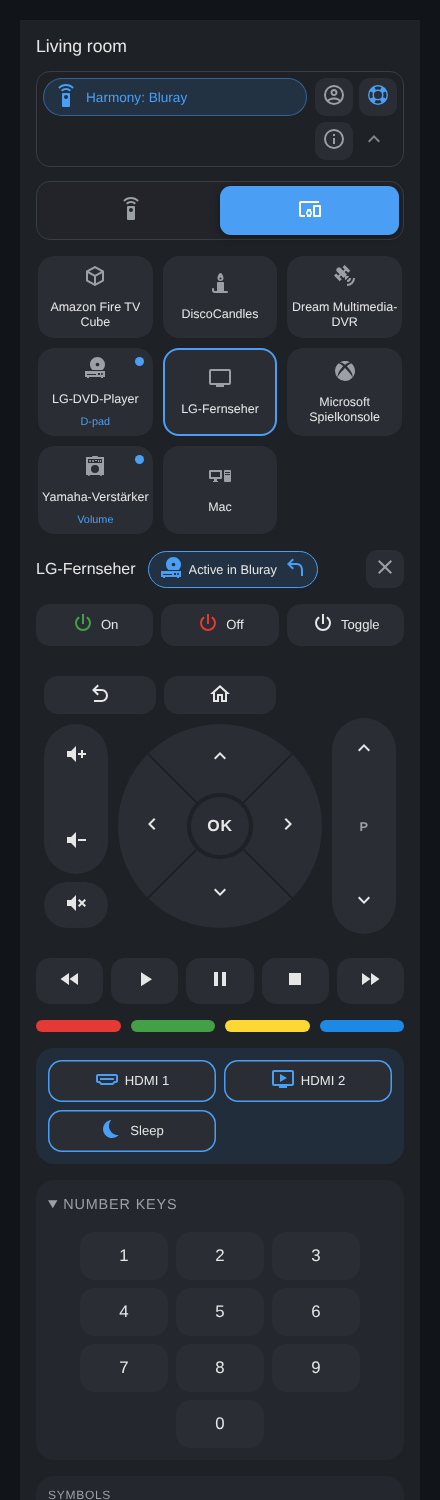 Living room
Harmony: Bluray
Amazon Fire TV
Cube
DiscoCandles
Dream Multimedia-
DVR
LG-DVD-Player
D-pad
LG-Fernseher
Microsoft
Spielkonsole
Yamaha-Verstärker
Volume
Mac
LG-Fernseher
Active in Bluray
On
Off
Toggle
OK
P
HDMI 1
HDMI 2
Sleep
NUMBER KEYS
1
2
3
4
5
6
7
8
9
0
SYMBOLS